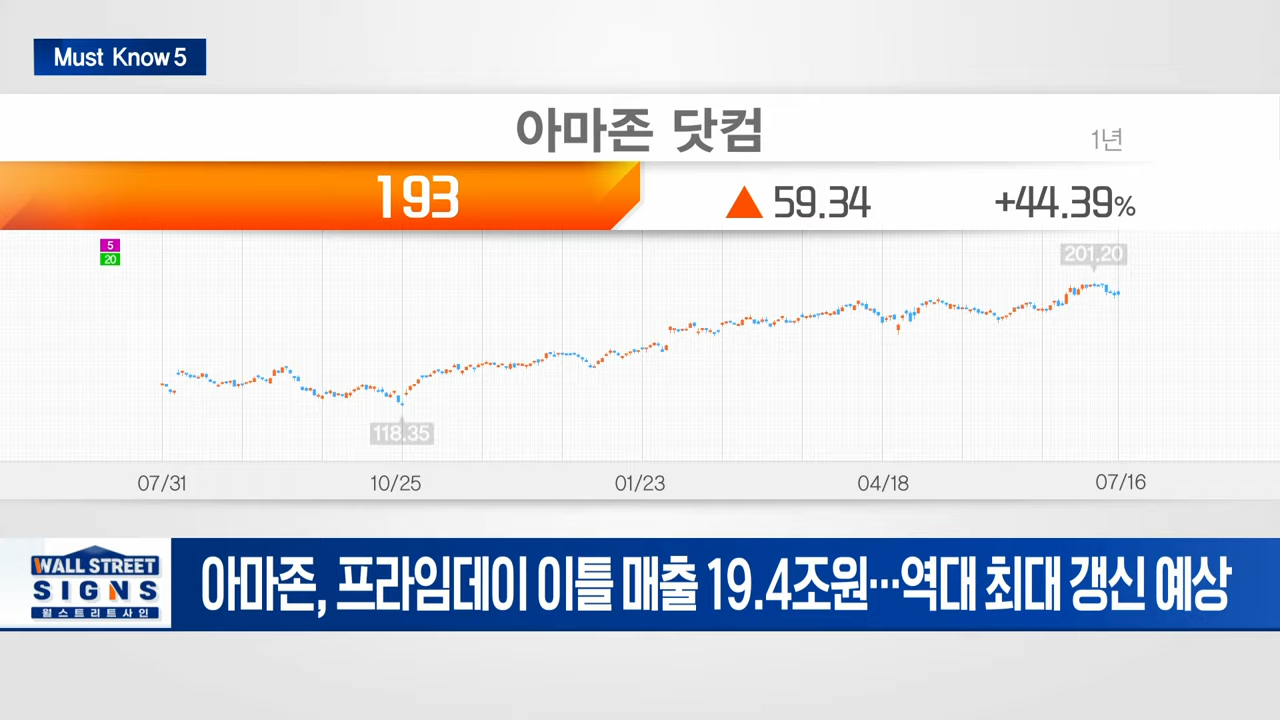 Must Know 5
아마존 닷컴
1년
193
▲ 59.34
+44.39%
5
20
201.20
118.35
07/31
10/25
01/23
04/18
07/16
WALL STREET
SIGNS
월스트리트사인
아마존, 프라임데이 이틀 매출 19.4조원…역대 최대 갱신 예상